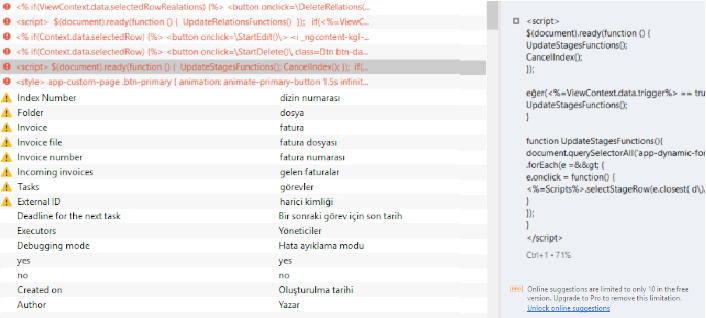 <% if(ViewContext.data.selectedRowRealations) {%> <button onclick=\DeleteRelations(...
<script> $(document).ready(function () { UpdateRelationsFunctions() }); if(<%=ViewC...
<% if(Context.data.selectedRow) {%> <button onclick=\StartEdit()\> <i _ngcontent-kgl-...
<% if(Context.data.selectedRow) {%> <button onclick=\StartDelete()\ class=Dtn btn-da...
<script> $(document).ready(function () { UpdateStagesFunctions(); CancelIndex(); }); if(...
<style> app-custom-page .btn-primary { animation: animate-primary-button 1.5s infinit...
Index Number dizin numarası
Folder dosya
Invoice fatura
Invoice file fatura dosyası
Invoice number fatura numarası
Incoming invoices gelen faturalar
Tasks görevler
External ID harici kimliği
Deadline for the next task Bir sonraki görev için son tarih
Executors Yöneticiler
Debugging mode Hata ayıklama modu
yes yes
no no
Created on Oluşturulma tarihi
Author Yazar
<script>
$(document).ready(function () {
UpdateStagesFunctions();
CancelIndex();
});
eğer(<%=ViewContext.data.trigger%> == tru
UpdateStagesFunctions();
}
function UpdateStagesFunctions(){
document.querySelectorAll('app-dynamic-for
.forEach(e =&&gt; {
e.onclick = function() {
<%=Scripts%>.selectStageRow(e.closest( d\).
}
});
}
</script>
Ctrl+1 • 71%
PRO Online suggestions are limited to only 10 in the free
version. Upgrade to Pro to remove this limitation.
Unlock online suggestions